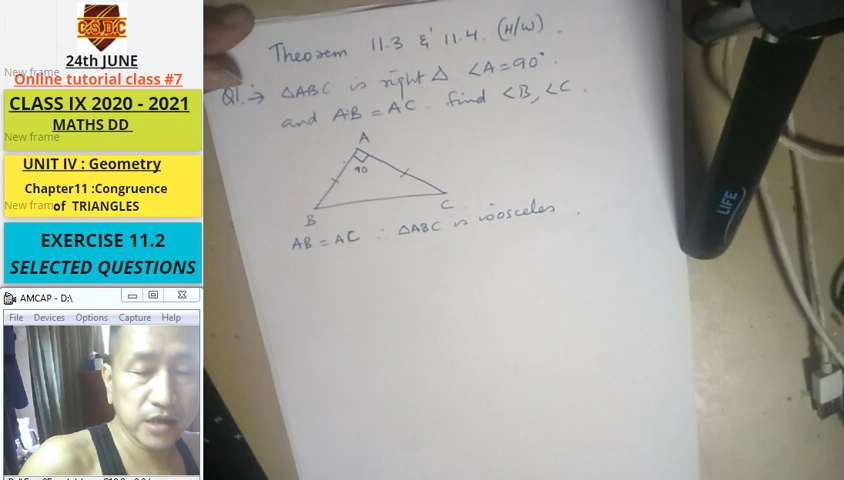 CSDC
24th JUNE
New frame
Online tutorial class #7
CLASS IX 2020 - 2021
MATHS DD
New frame
UNIT IV : Geometry
Chapter11 :Congruence
New fram of TRIANGLES
EXERCISE 11.2
SELECTED QUESTIONS
AMCAP - D:\
File Devices Options Capture Help
Theorem 11.3 & 11.4. (H/W)
Q1:→ △ABC is right △. <A=90°.
and AB = AC. find <B, <C.
A
90
B C
AB = AC ∴ △ABC is isosceles.
LIFE